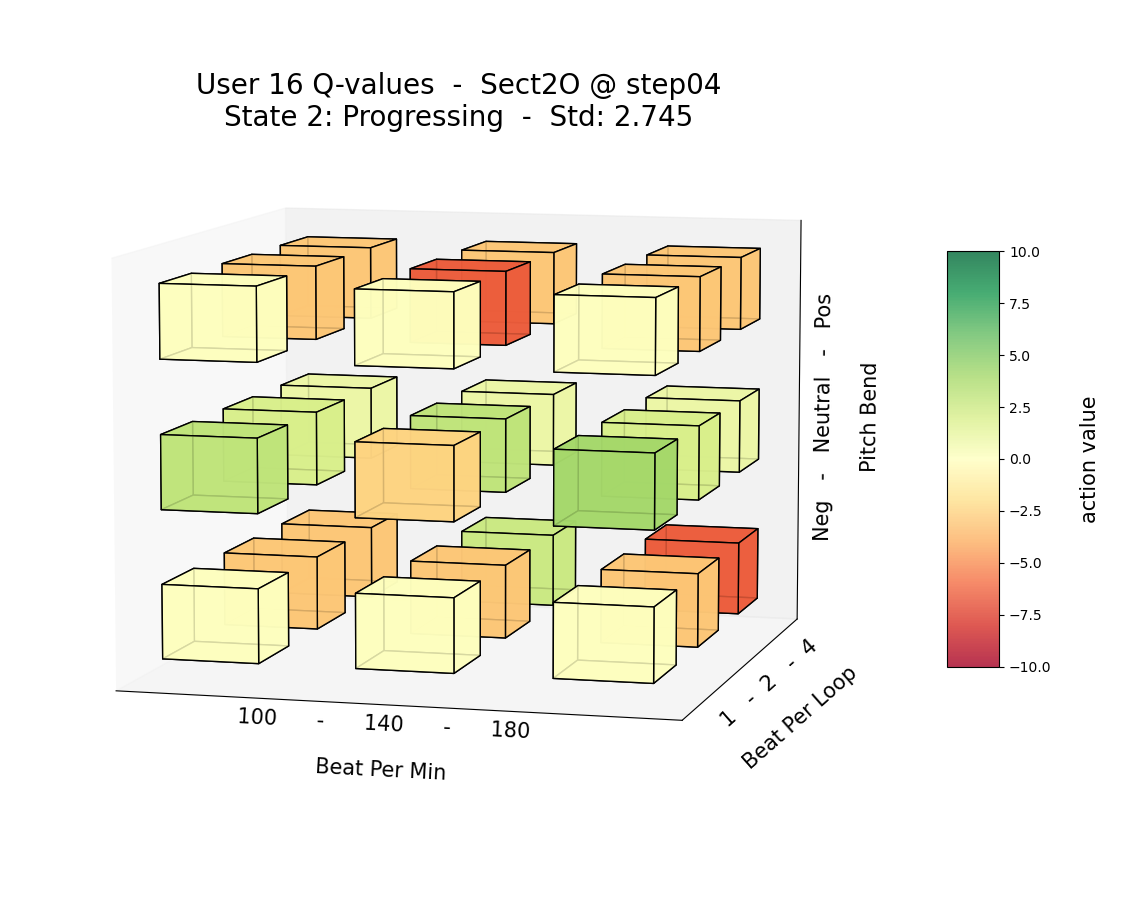 User 16 Q-values  -  Sect2O @ step04
State 2: Progressing  -  Std: 2.745
Neg   -   Neutral   -   Pos
Pitch Bend
1  -  2  -  4
Beat Per Loop
100   -   140   -   180
Beat Per Min
10.0
7.5
5.0
2.5
0.0
−2.5
−5.0
−7.5
−10.0
action value